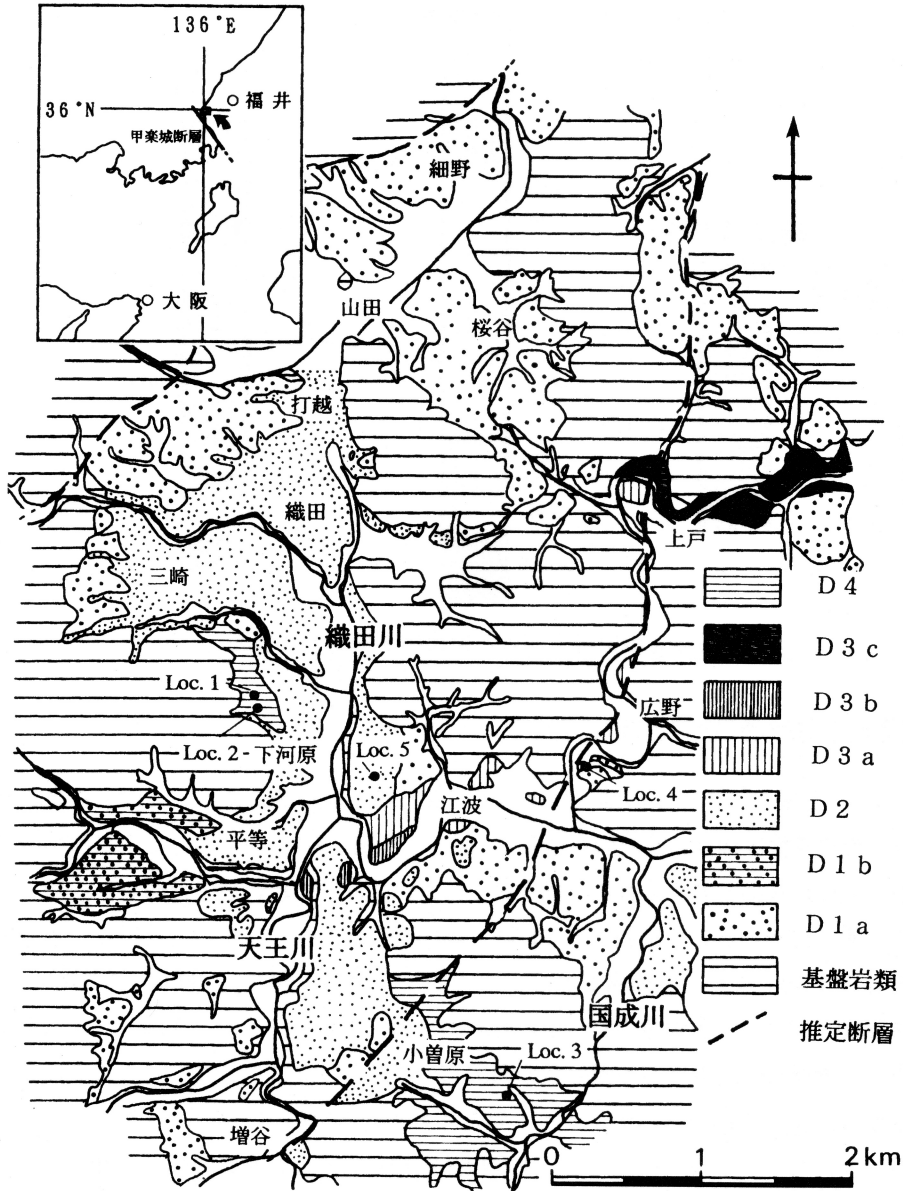 136°E
36°N
福井
甲楽城断層
大阪
細野
山田
桜谷
打越
織田
上戸
三崎
織田川
Loc. 1
広野
Loc. 2 - 下河原
Loc. 5
Loc. 4
江波
平等
天王川
国成川
小曽原
Loc. 3
増谷
D4
D3c
D3b
D3a
D2
D1b
D1a
基盤岩類
推定断層
0 1 2km